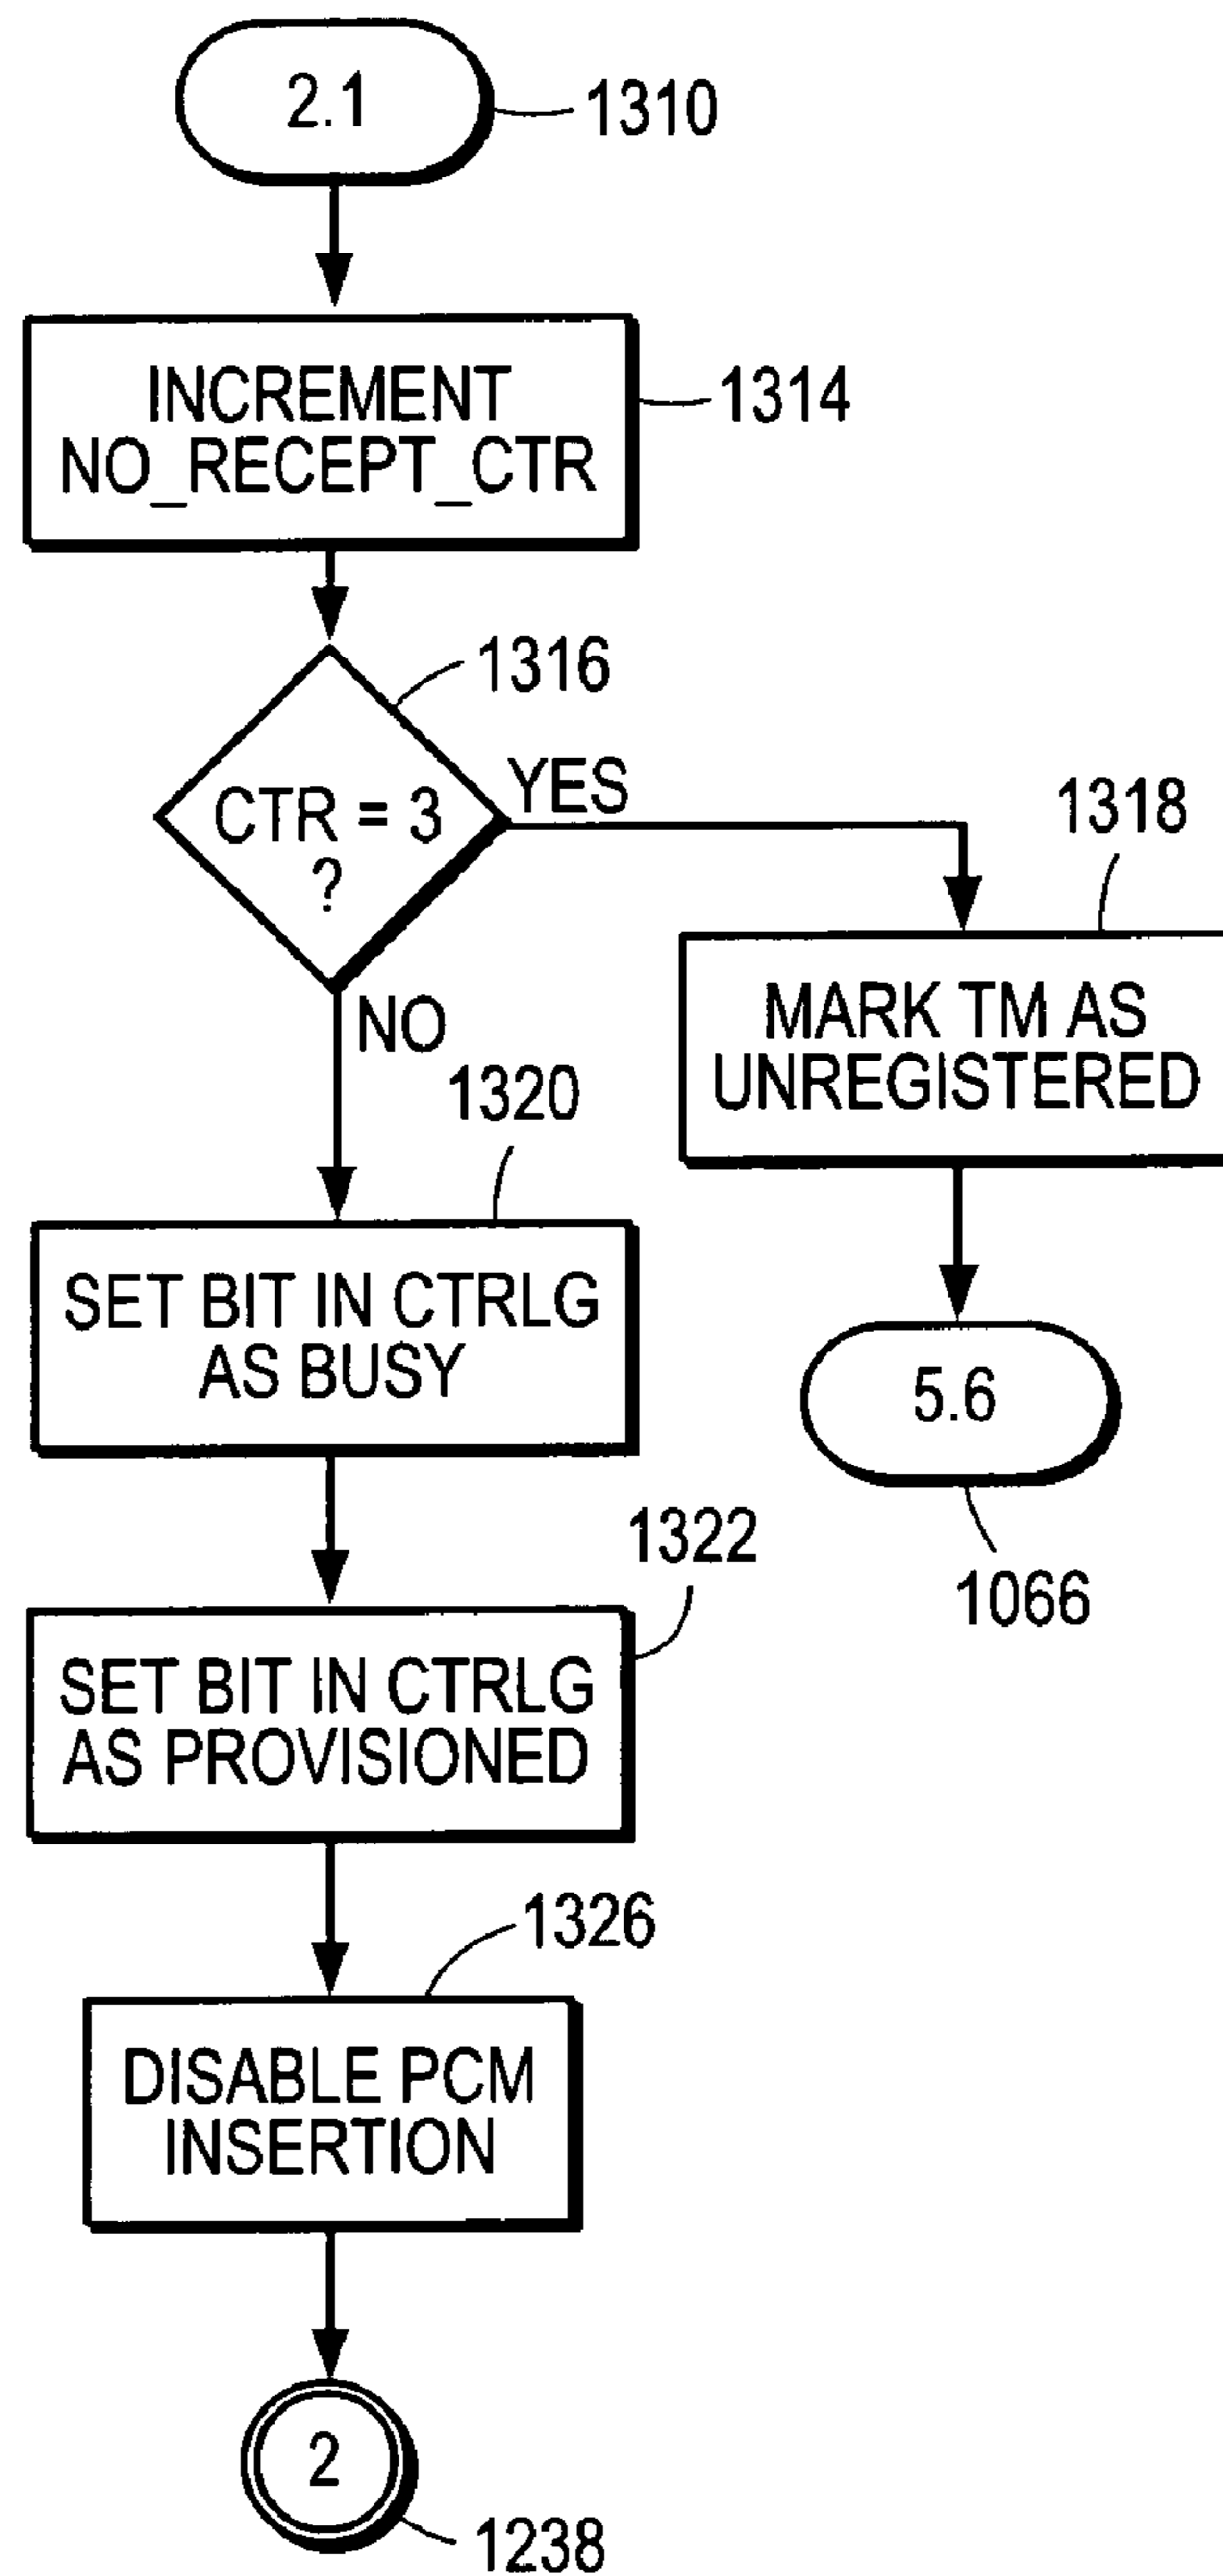 2.1
1310
INCREMENT
NO_RECEPT_CTR
1314
1316
CTR = 3
?
YES
NO
1318
MARK TM AS
UNREGISTERED
5.6
1066
1320
SET BIT IN CTRLG
AS BUSY
1322
SET BIT IN CTRLG
AS PROVISIONED
1326
DISABLE PCM
INSERTION
2
1238